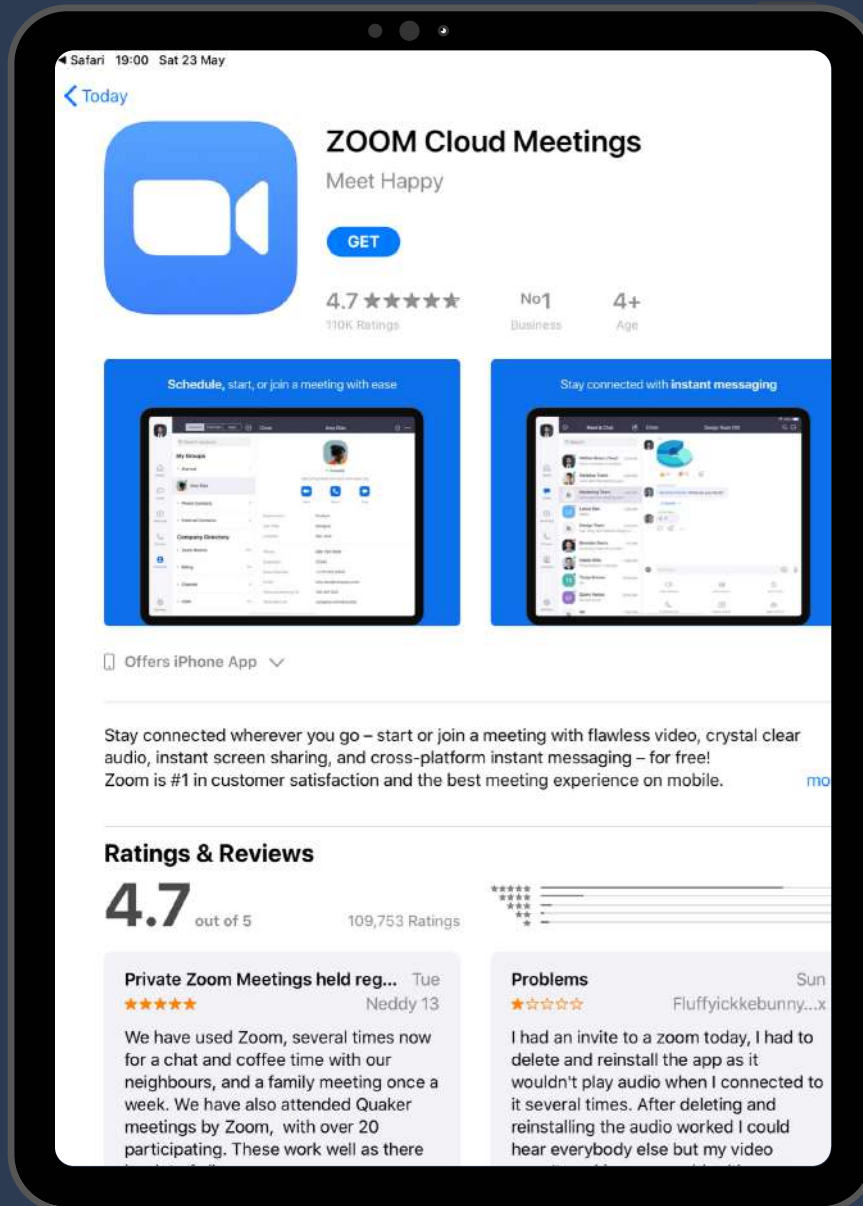 Safari 19:00 Sat 23 May
Today
ZOOM Cloud Meetings
Meet Happy
GET
4.7
110K Ratings
No1
Business
4+
Age
Schedule, start, or join a meeting with ease
Stay connected with instant messaging
My Groups
Company Directory
Meet & Chat
Offers iPhone App
Stay connected wherever you go – start or join a meeting with flawless video, crystal clear
audio, instant screen sharing, and cross-platform instant messaging – for free!
Zoom is #1 in customer satisfaction and the best meeting experience on mobile.
mo
Ratings & Reviews
4.7 out of 5
109,753 Ratings
Private Zoom Meetings held reg... Tue
Neddy 13
We have used Zoom, several times now
for a chat and coffee time with our
neighbours, and a family meeting once a
week. We have also attended Quaker
meetings by Zoom, with over 20
participating. These work well as there
Problems Sun
Fluffyickkebunny...x
I had an invite to a zoom today, I had to
delete and reinstall the app as it
wouldn't play audio when I connected to
it several times. After deleting and
reinstalling the audio worked I could
hear everybody else but my video